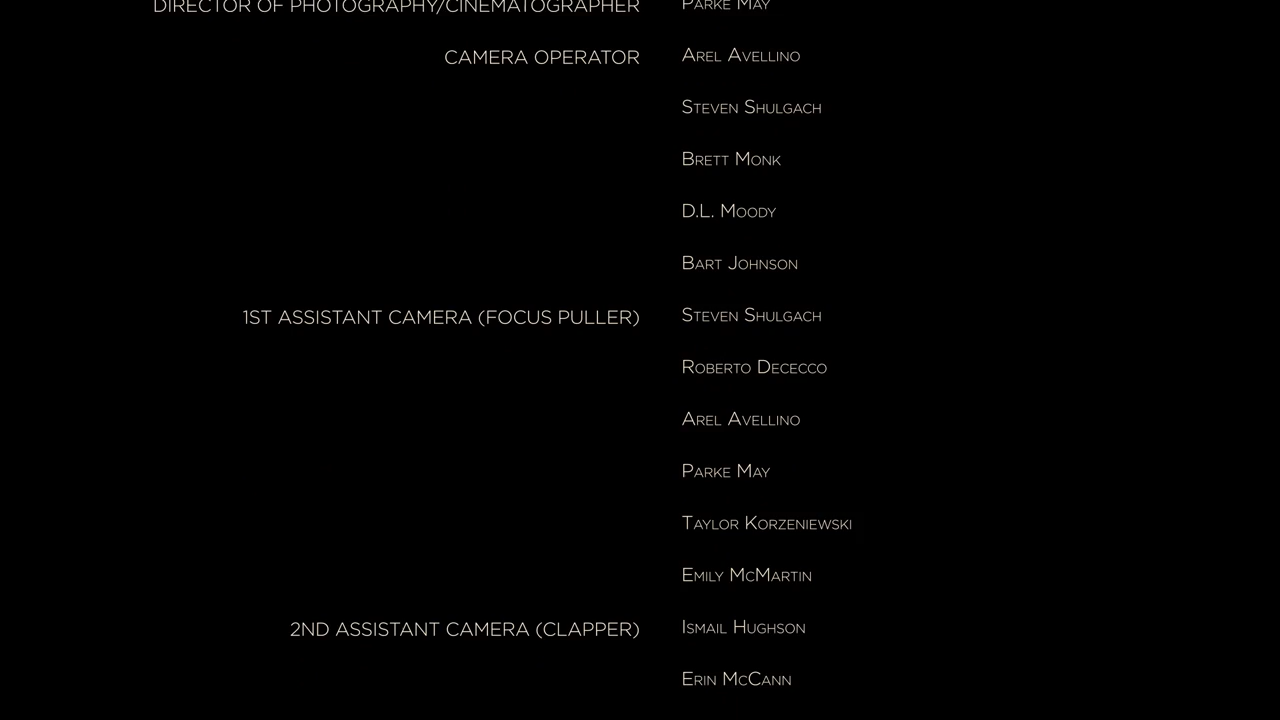 DIRECTOR OF PHOTOGRAPHY/CINEMATOGRAPHER Parke May
CAMERA OPERATOR Arel Avellino
Steven Shulgach
Brett Monk
D.L. Moody
Bart Johnson
1ST ASSISTANT CAMERA (FOCUS PULLER) Steven Shulgach
Roberto Dececco
Arel Avellino
Parke May
Taylor Korzeniewski
Emily McMartin
2ND ASSISTANT CAMERA (CLAPPER) Ismail Hughson
Erin McCann